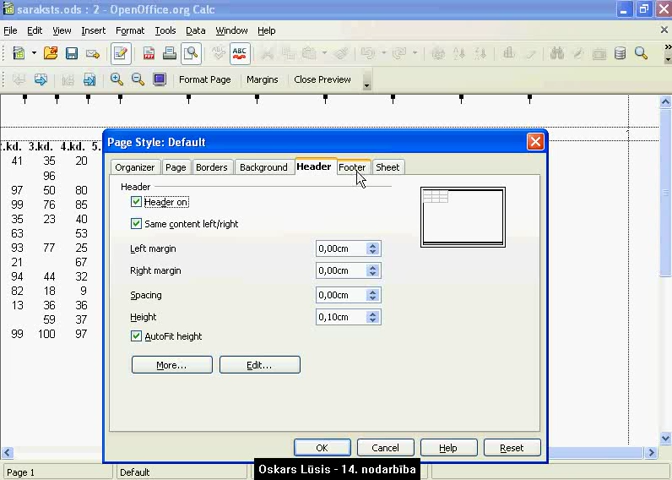 saraksts.ods : 2 - OpenOffice.org Calc
File Edit View Insert Format Tools Data Window Help
Format Page Margins Close Preview
Page Style: Default
Organizer Page Borders Background Header Footer Sheet
Header
Header on
Same content left/right
Left margin 0,00cm
Right margin 0,00cm
Spacing 0,00cm
Height 0,10cm
AutoFit height
More... Edit...
OK Cancel Help Reset
.kd. 3.kd. 4.kd. 5.
41 35 20
96
97 50 80
99 76 85
35 23 40
63 53
93 77 25
21 67
94 44 32
82 18 9
13 36 36
59 37
99 100 97
Page 1 Default
Oskars Lūsis - 14. nodarbība